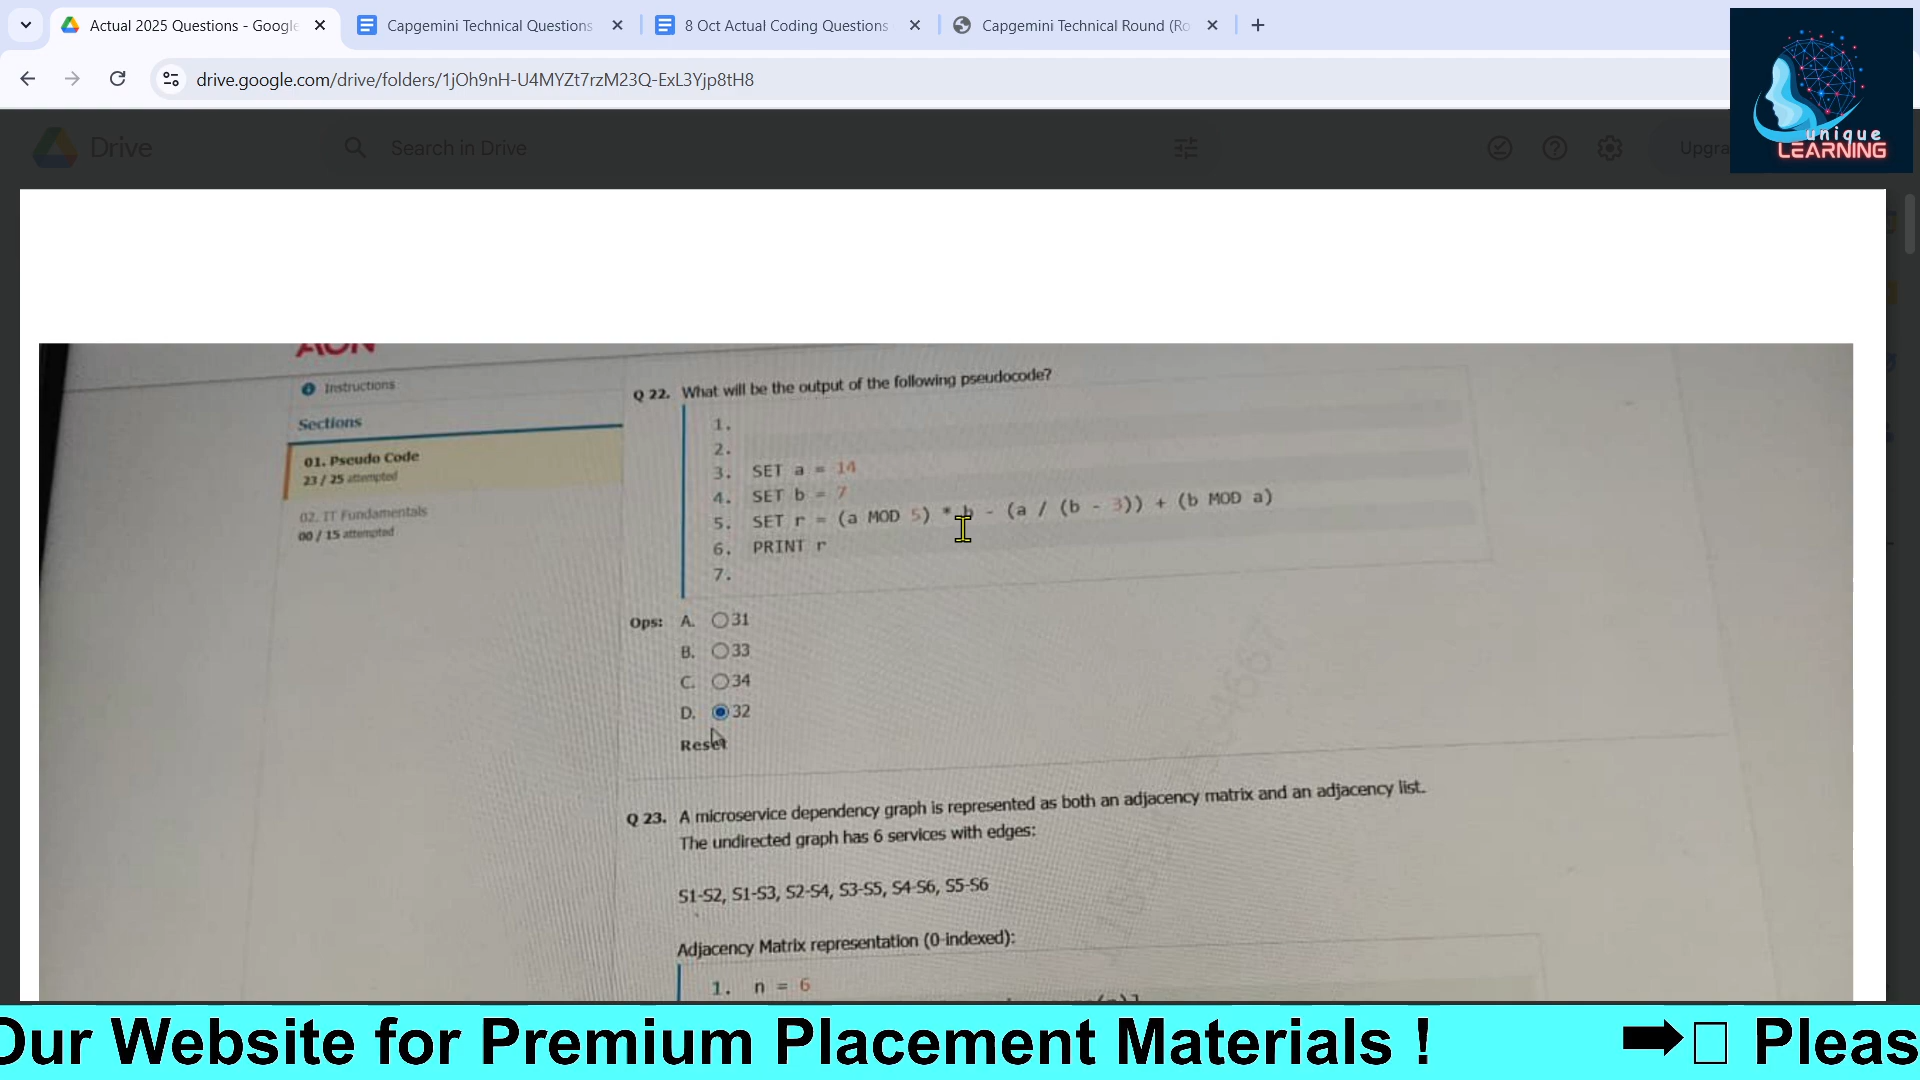 Actual 2025 Questions - Google
Capgemini Technical Questions
8 Oct Actual Coding Questions
Capgemini Technical Round (Ro
drive.google.com/drive/folders/1jOh9nH-U4MYZt7rzM23Q-ExL3Yjp8tH8
unique
LEARNING
Drive
Search in Drive
Upgra
AON
Instructions
Sections
01. Pseudo Code
23 / 25 attempted
02. IT Fundamentals
00 / 15 attempted
Q 22. What will be the output of the following pseudocode?
1.
2.
3. SET a = 14
4. SET b = 7
5. SET r = (a MOD 5) * b - (a / (b - 3)) + (b MOD a)
6. PRINT r
7.
Ops: A. 31
B. 33
C. 34
D. 32
Reset
Q 23. A microservice dependency graph is represented as both an adjacency matrix and an adjacency list.
The undirected graph has 6 services with edges:
S1-S2, S1-S3, S2-S4, S3-S5, S4-S6, S5-S6
Adjacency Matrix representation (0-indexed):
1. n = 6
Our Website for Premium Placement Materials !
Pleas